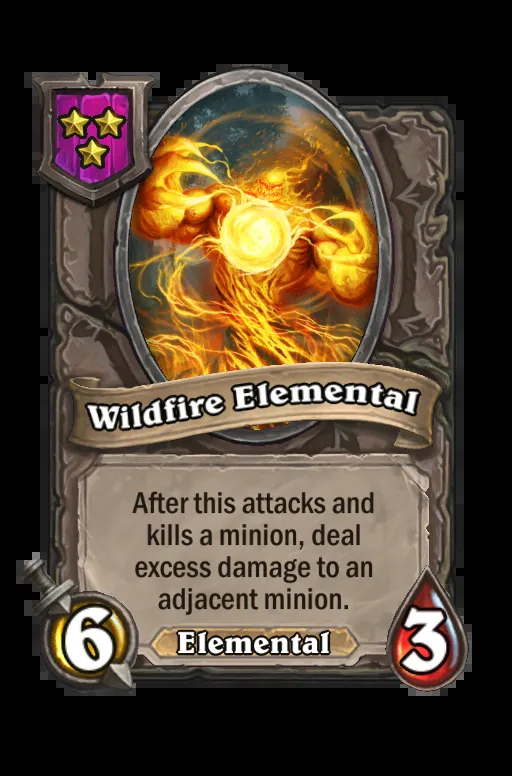 Wildfire Elemental
After this attacks and
kills a minion, deal
excess damage to an
adjacent minion.
6
Elemental
3